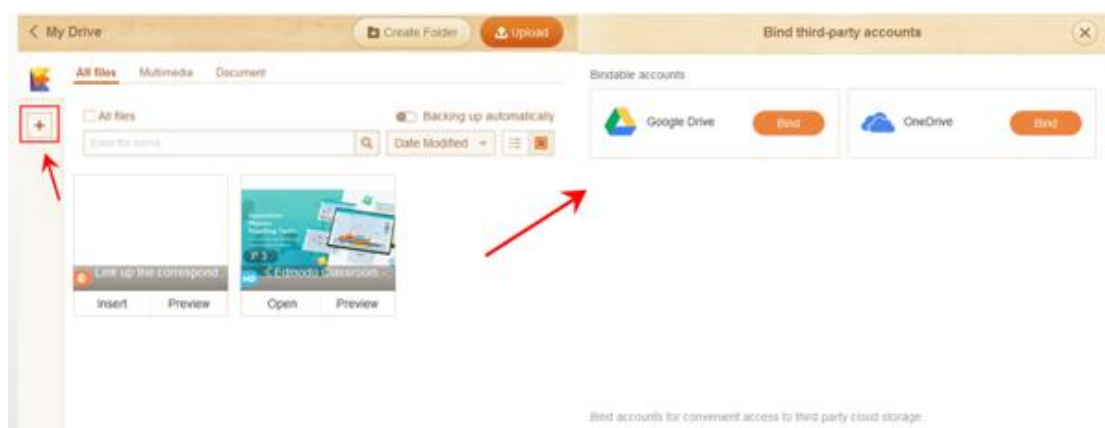 < My Drive
Create Folder
Upload
All files
Multimedia
Document
All files
Backing up automatically
Date Modified
P 3
Link up the correspond
< Edmodo Classroom -
Insert
Preview
Open
Preview
Bind third-party accounts
Bindable accounts
Google Drive
Bind
OneDrive
Bind
Bind accounts for convenient access to third party cloud storage